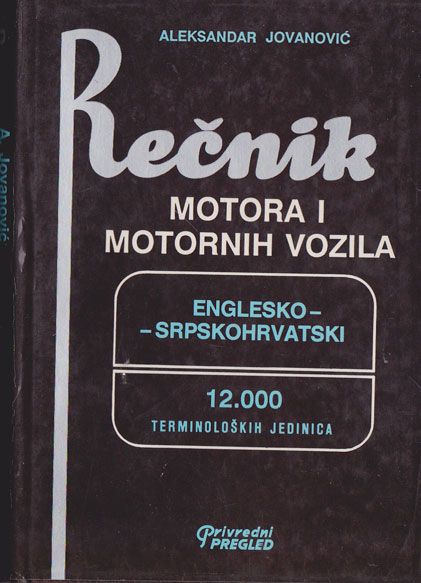 ALEKSANDAR JOVANOVIĆ
Rečnik
MOTORA I
MOTORNIH VOZILA
ENGLESKO–
–SRPSKOHRVATSKI
12.000
TERMINOLOŠKIH JEDINICA
Privredni
PREGLED
A. Jovanović